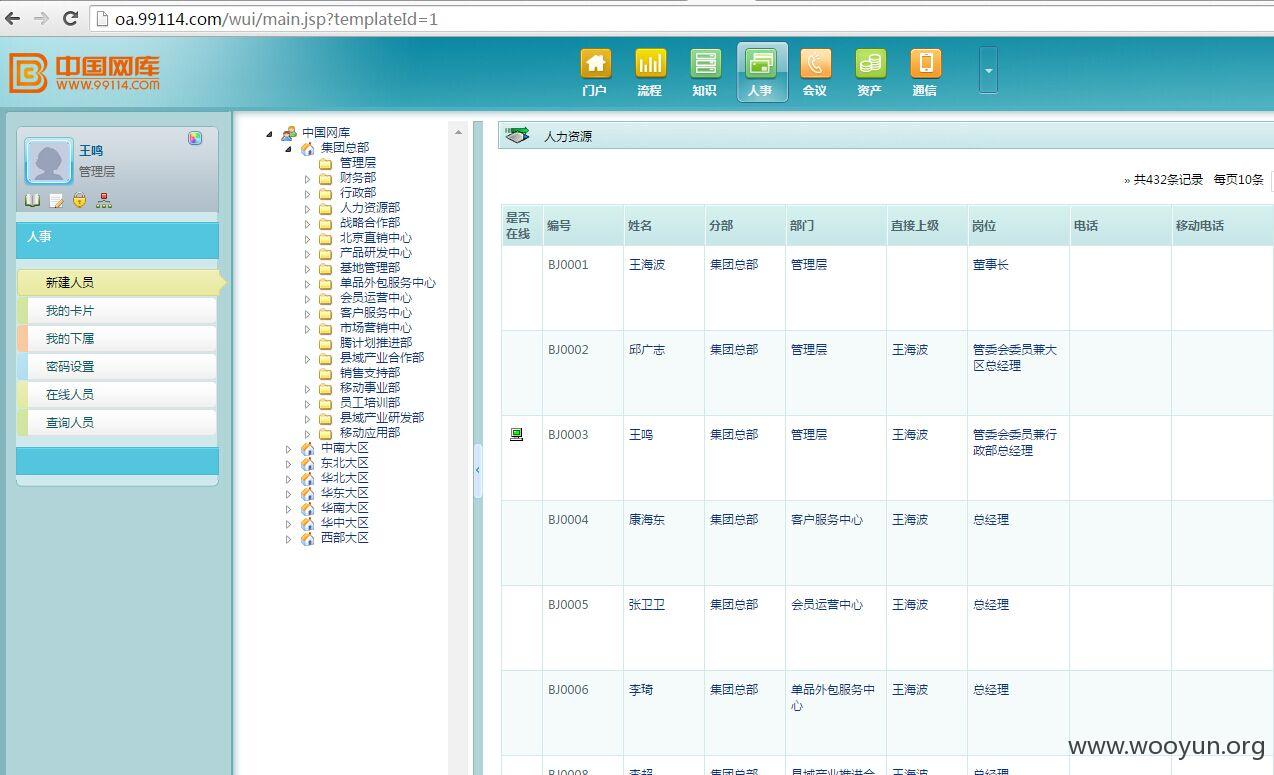 oa.99114.com/wui/main.jsp?templateId=1
中国网库
www.99114.com
门户 流程 知识 人事 会议 资产 通信
王鸣
管理层
人事
新建人员
我的卡片
我的下属
密码设置
在线人员
查询人员
中国网库
集团总部
管理层
财务部
行政部
人力资源部
战略合作部
北京直销中心
产品研发中心
基地管理部
单品外包服务中心
会员运营中心
客户服务中心
市场营销中心
腾计划推进部
县域产业合作部
销售支持部
移动事业部
员工培训部
县域产业研发部
移动应用部
中南大区
东北大区
华北大区
华东大区
华南大区
华中大区
西部大区
人力资源
» 共432条记录 每页10条
是否在线 编号 姓名 分部 部门 直接上级 岗位 电话 移动电话
BJ0001 王海波 集团总部 管理层 董事长
BJ0002 邱广志 集团总部 管理层 王海波 管委会委员兼大
区总经理
BJ0003 王鸣 集团总部 管理层 王海波 管委会委员兼行
政部总经理
BJ0004 康海东 集团总部 客户服务中心 王海波 总经理
BJ0005 张卫卫 集团总部 会员运营中心 王海波 总经理
BJ0006 李琦 集团总部 单品外包服务中 王海波 总经理
心
BJ0008 李超 集团总部 县域产业推进合 王海波 总经理
www.wooyun.org